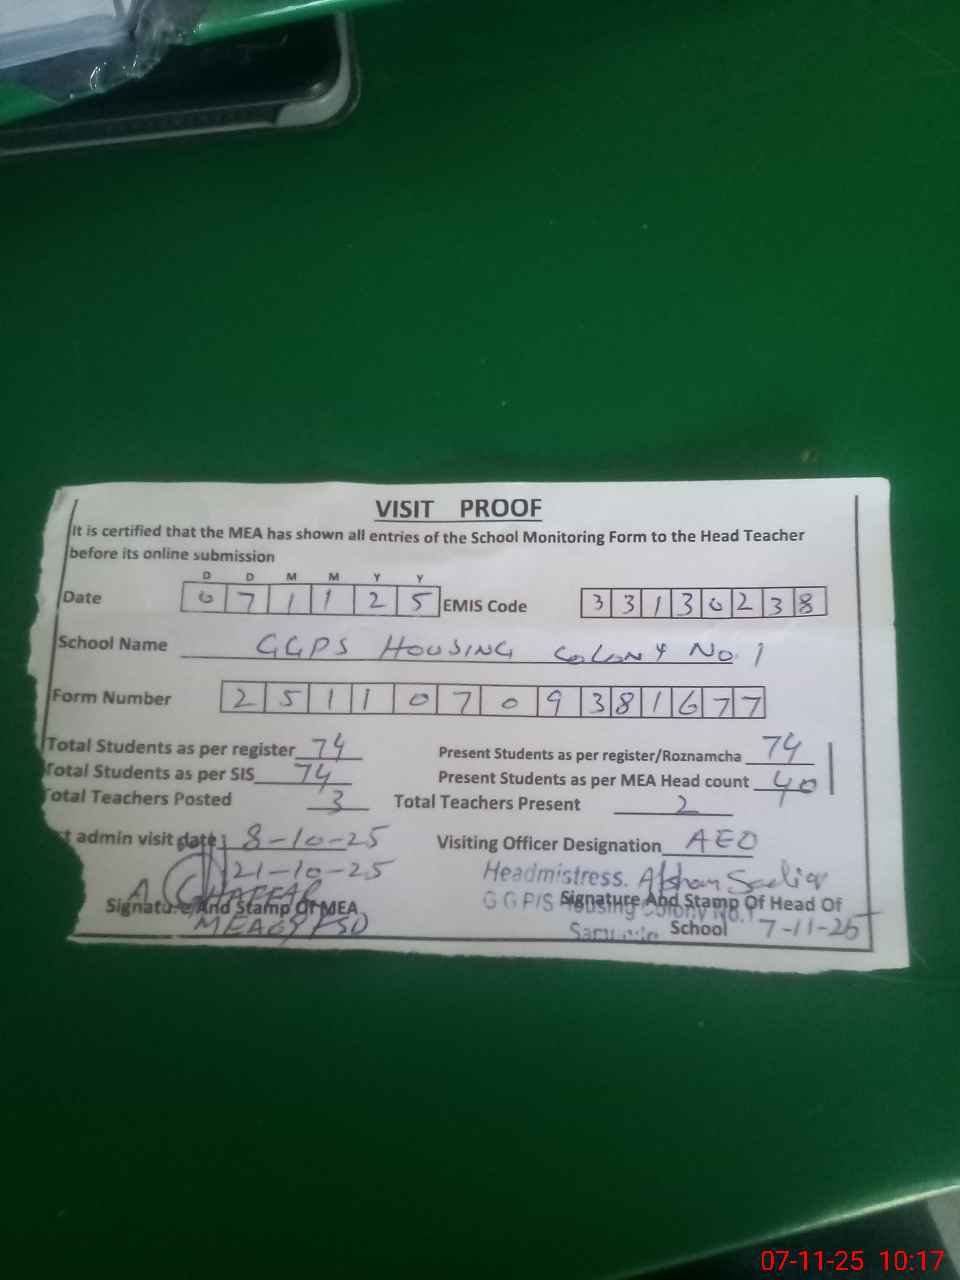 VISIT PROOF
It is certified that the MEA has shown all entries of the School Monitoring Form to the Head Teacher
before its online submission
D D M M Y Y
Date 0 7 1 1 2 5 EMIS Code 3 3 1 3 0 2 3 8
School Name GGPS HOUSING COLONY No. 1
Form Number 2 5 1 1 0 7 0 9 3 8 1 6 7 7
Total Students as per register 74 Present Students as per register/Roznamcha 74
Total Students as per SIS 74 Present Students as per MEA Head count 40
Total Teachers Posted 3 Total Teachers Present 2
admin visit date 8-10-25 Visiting Officer Designation AEO
21-10-25 Headmistress.
A. GHAFFAR
Signature And Stamp Of MEA GGP/S Housing Colony No.1 Signature And Stamp Of Head Of
School 7-11-25
07-11-25 10:17